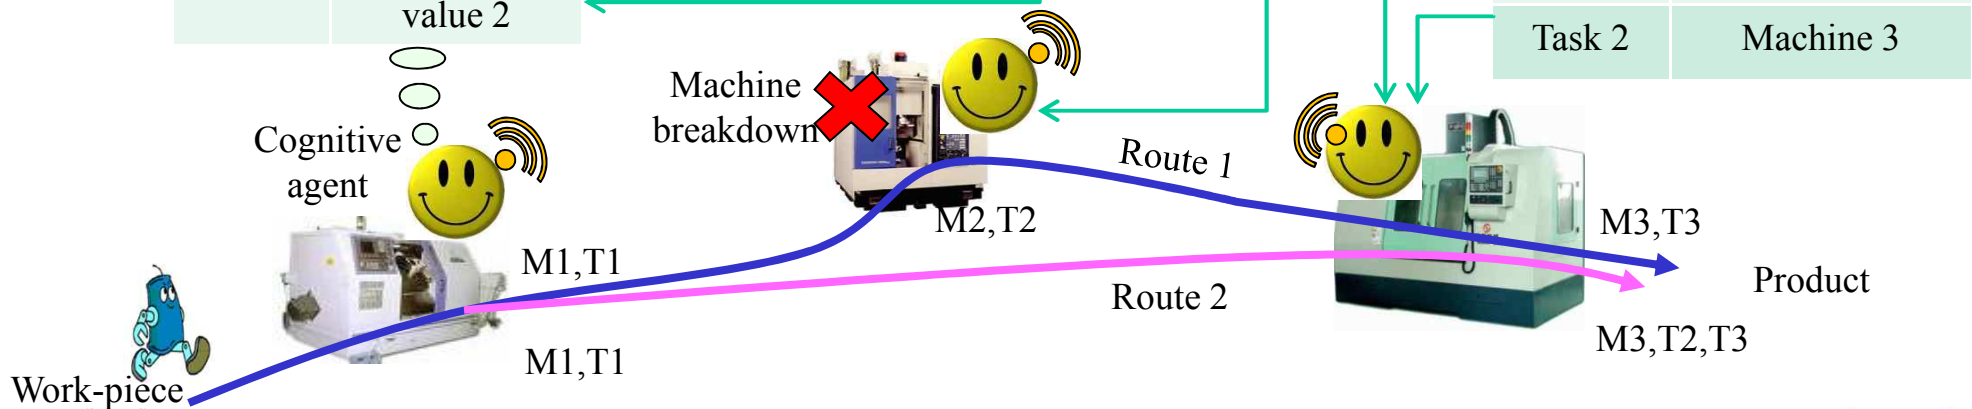 value 2
Task 2 Machine 3
Machine
breakdown
Cognitive
agent
Route 1
M2,T2
M3,T3
M1,T1
Product
Route 2
M3,T2,T3
M1,T1
Work-piece